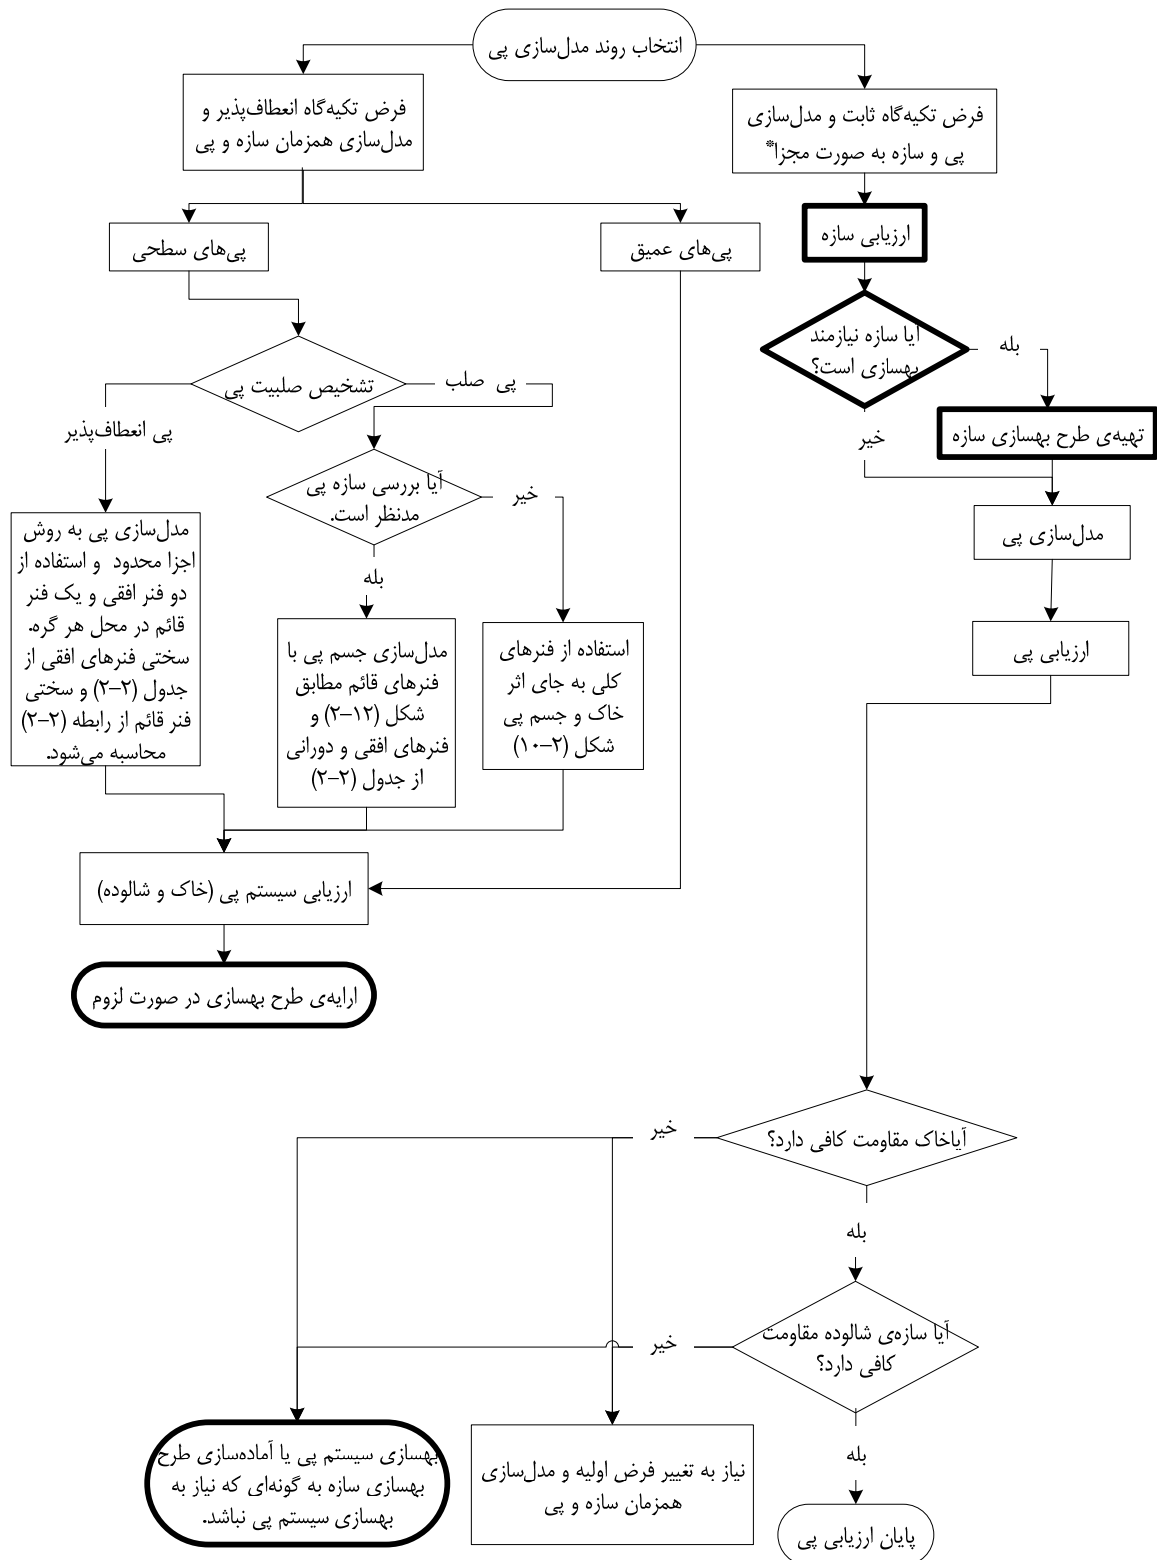 انتخاب روند مدل‌سازی پی
فرض تکیه‌گاه ثابت و مدل‌سازی
پی و سازه به صورت مجزا*
فرض تکیه‌گاه انعطاف‌پذیر و
مدل‌سازی همزمان سازه و پی
ارزیابی سازه
پی‌های عمیق
پی‌های سطحی
آیا سازه نیازمند
بهسازی است؟
بله
خیر
تهیه‌ی طرح بهسازی سازه
تشخیص صلبیت پی
پی صلب
پی انعطاف‌پذیر
آیا بررسی سازه پی
مدنظر است.
خیر
بله
مدل‌سازی پی
ارزیابی پی
استفاده از فنرهای
کلی به جای اثر
خاک و جسم پی
شکل (۲-۱۰)
مدل‌سازی جسم پی با
فنرهای قائم مطابق
شکل (۲-۱۲) و
فنرهای افقی و دورانی
از جدول (۲-۲)
مدل‌سازی پی به روش
اجزا محدود و استفاده از
دو فنر افقی و یک فنر
قائم در محل هر گره.
سختی فنرهای افقی از
جدول (۲-۲) و سختی
فنر قائم از رابطه (۲-۲)
محاسبه می‌شود.
ارزیابی سیستم پی (خاک و شالوده)
ارایه‌ی طرح بهسازی در صورت لزوم
آیاخاک مقاومت کافی دارد؟
خیر
بله
آیا سازه‌ی شالوده مقاومت
کافی دارد؟
خیر
بله
پایان ارزیابی پی
نیاز به تغییر فرض اولیه و مدل‌سازی
همزمان سازه و پی
بهسازی سیستم پی یا آماده‌سازی طرح
بهسازی سازه به گونه‌ای که نیاز به
بهسازی سیستم پی نباشد.